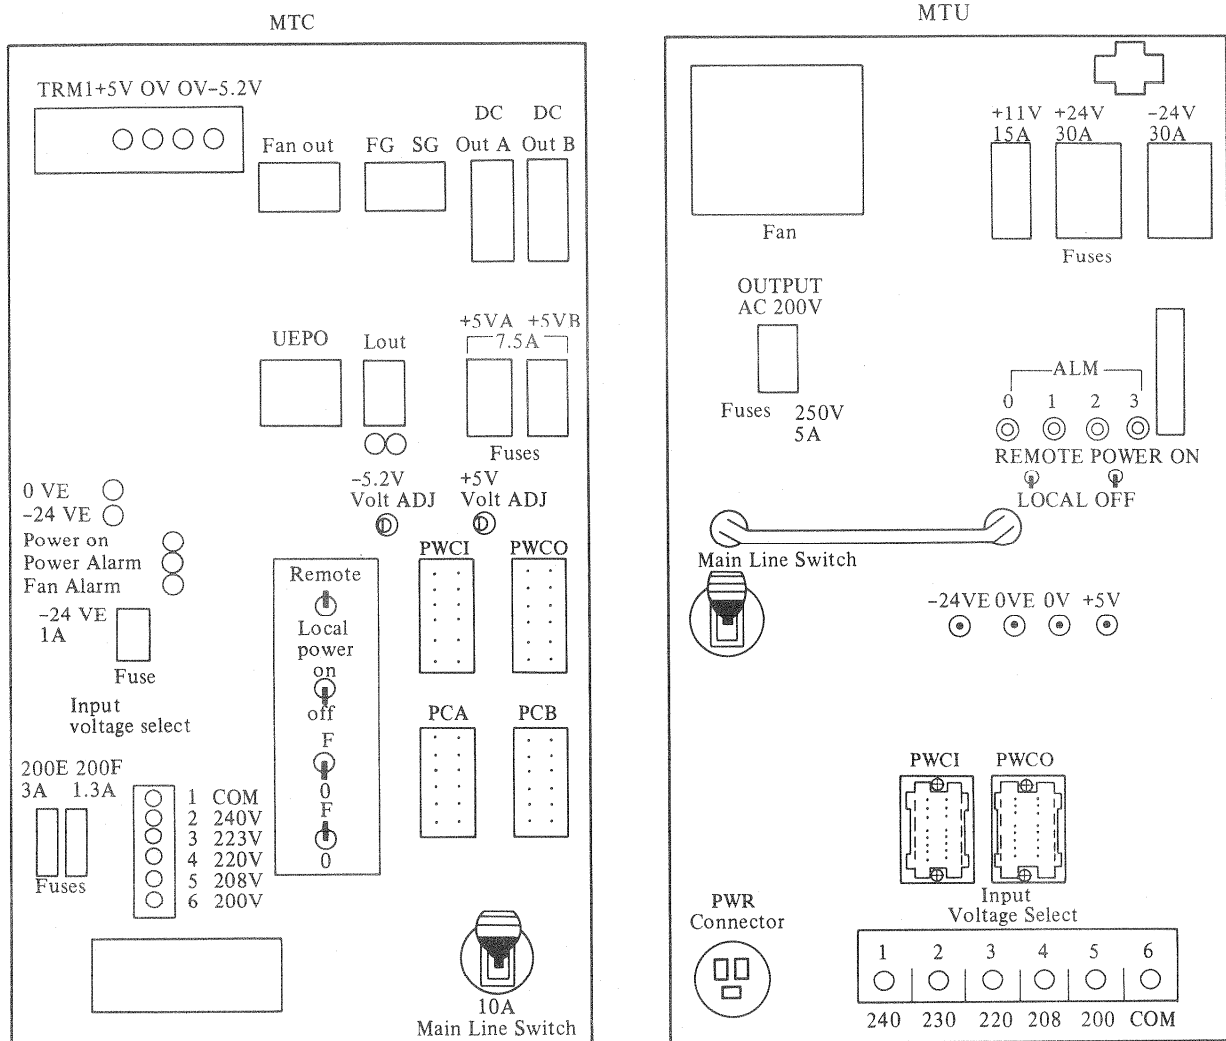 MTC
TRM1+5V OV OV-5.2V
Fan out
FG SG
DC DC
Out A Out B
UEPO
Lout
+5VA +5VB
7.5A
Fuses
-5.2V
Volt ADJ
+5V
Volt ADJ
0 VE
-24 VE
Power on
Power Alarm
Fan Alarm
-24 VE
1A
Fuse
Input
voltage select
200E 200F
3A 1.3A
Fuses
1 COM
2 240V
3 223V
4 220V
5 208V
6 200V
Remote
Local
power
on
off
F
0
F
0
PWCI PWCO
PCA PCB
10A
Main Line Switch
MTU
Fan
+11V +24V -24V
15A 30A 30A
Fuses
OUTPUT
AC 200V
Fuses 250V
5A
ALM
0 1 2 3
REMOTE POWER ON
LOCAL OFF
Main Line Switch
-24VE 0VE 0V +5V
PWCI PWCO
PWR
Connector
Input
Voltage Select
1 2 3 4 5 6
240 230 220 208 200 COM